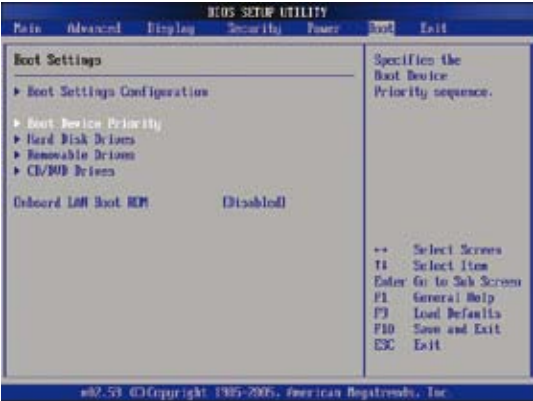 BIOS SETUP UTILITY
Main Advanced Display Security Power Boot Exit
Boot Settings
Boot Settings Configuration
Boot Device Priority
Hard Disk Drives
Removable Drives
CD/DVD Drives
Onboard LAN Boot ROM [Disabled]
Specifies the
Boot Device
Priority sequence.
↔ Select Screen
↑↓ Select Item
Enter Go to Sub Screen
F1 General Help
F9 Load Defaults
F10 Save and Exit
ESC Exit
v02.59 (C)Copyright 1985-2005, American Megatrends, Inc.